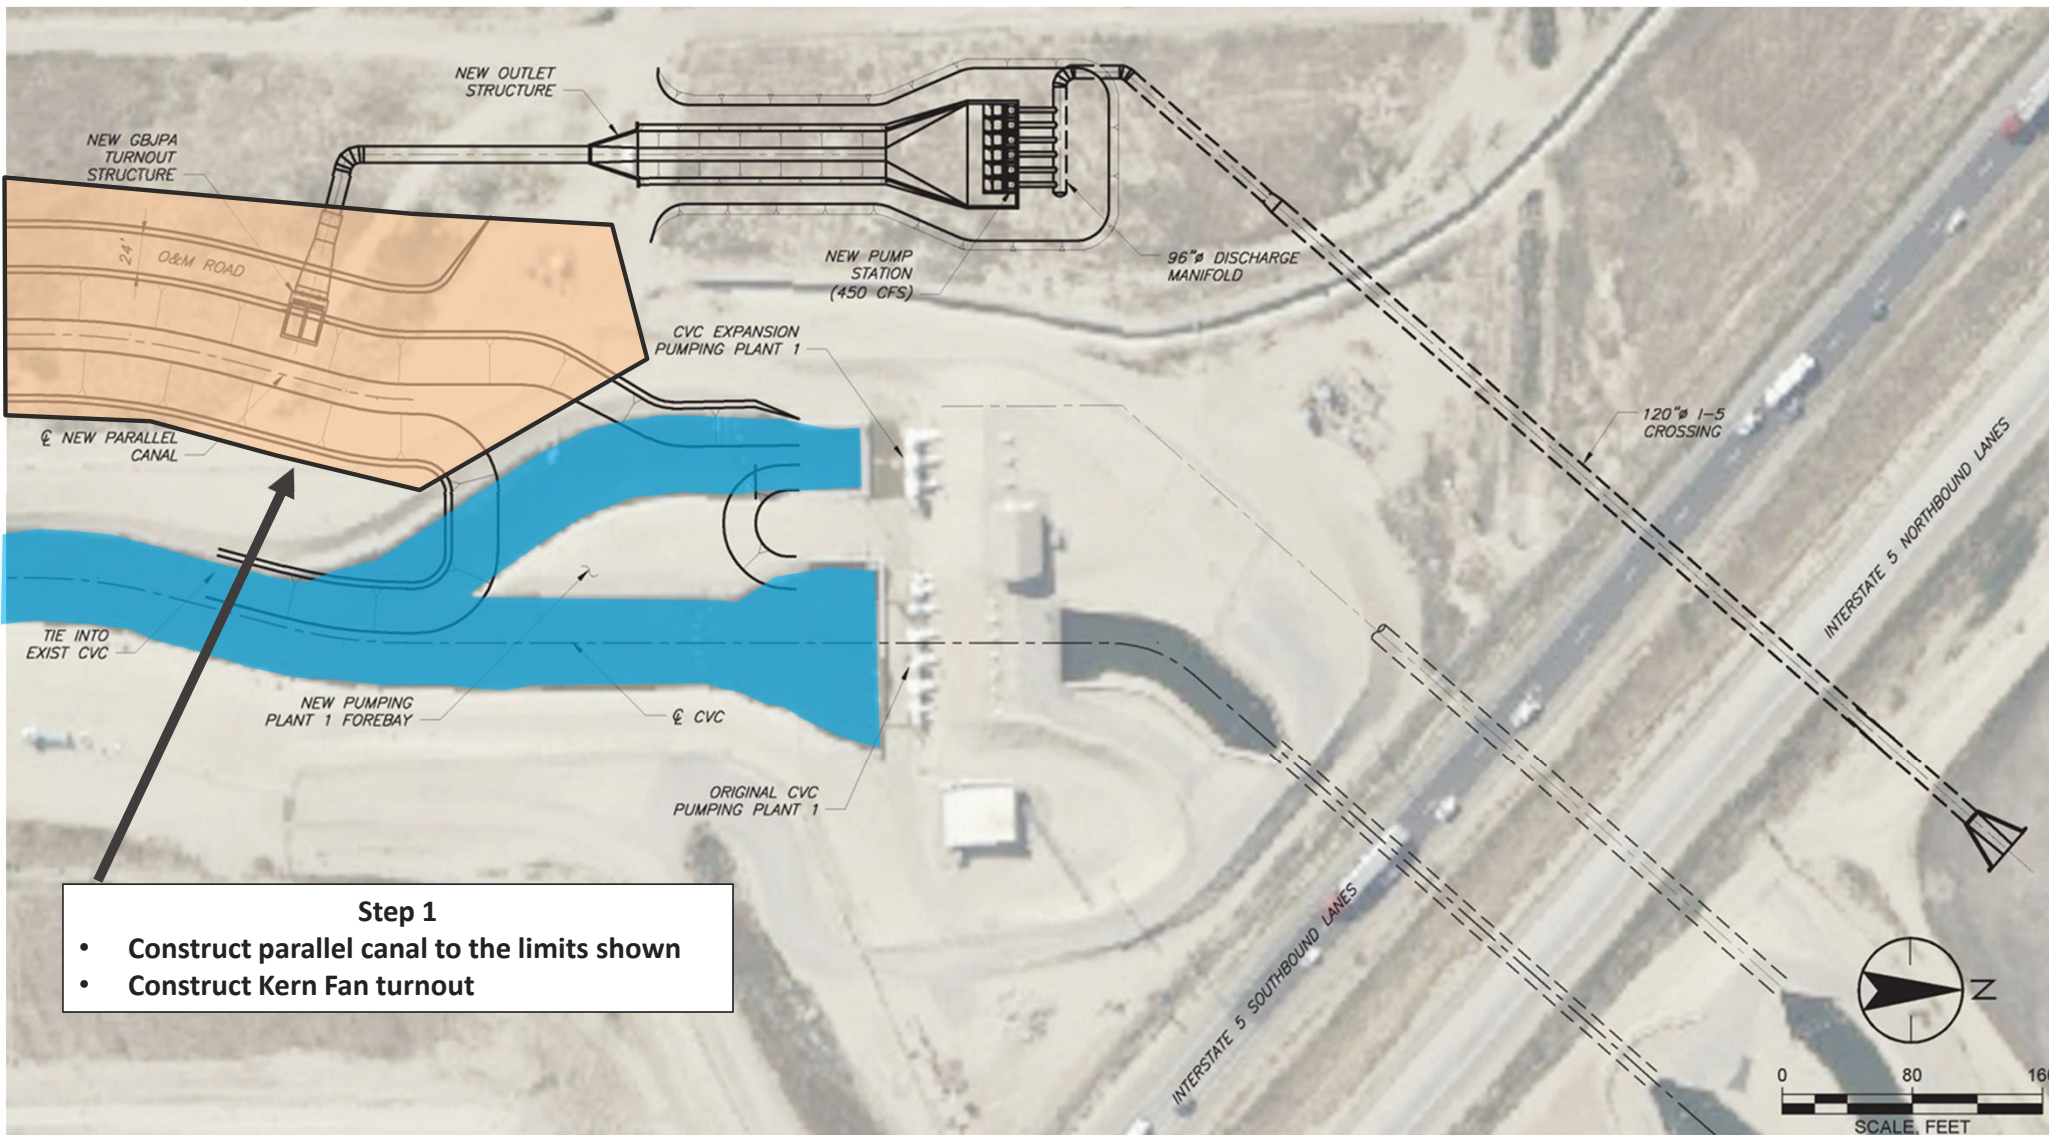 NEW OUTLET
STRUCTURE
NEW GBJPA
TURNOUT
STRUCTURE
24'
O&M ROAD
NEW PUMP
STATION
(450 CFS)
96"ø DISCHARGE
MANIFOLD
CVC EXPANSION
PUMPING PLANT 1
120"ø I-5
CROSSING
℄ NEW PARALLEL
CANAL
INTERSTATE 5 NORTHBOUND LANES
TIE INTO
EXIST CVC
NEW PUMPING
PLANT 1 FOREBAY
℄ CVC
ORIGINAL CVC
PUMPING PLANT 1
INTERSTATE 5 SOUTHBOUND LANES
Step 1
• Construct parallel canal to the limits shown
• Construct Kern Fan turnout
N
0 80 160
SCALE, FEET